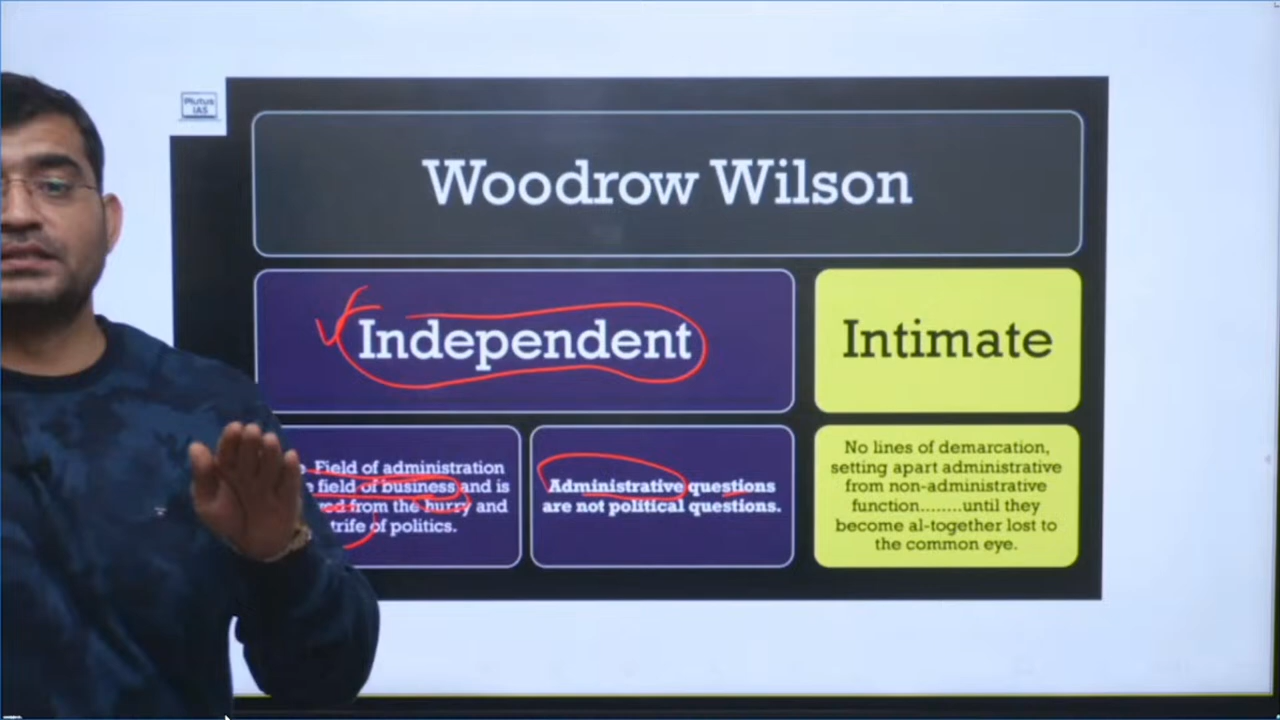 Plutus
IAS
Woodrow Wilson
Independent
Intimate
Field of administration
field of business and is
from the hurry and
of politics.
Administrative questions
are not political questions.
No lines of demarcation,
setting apart administrative
from non-administrative
function........until they
become al-together lost to
the common eye.